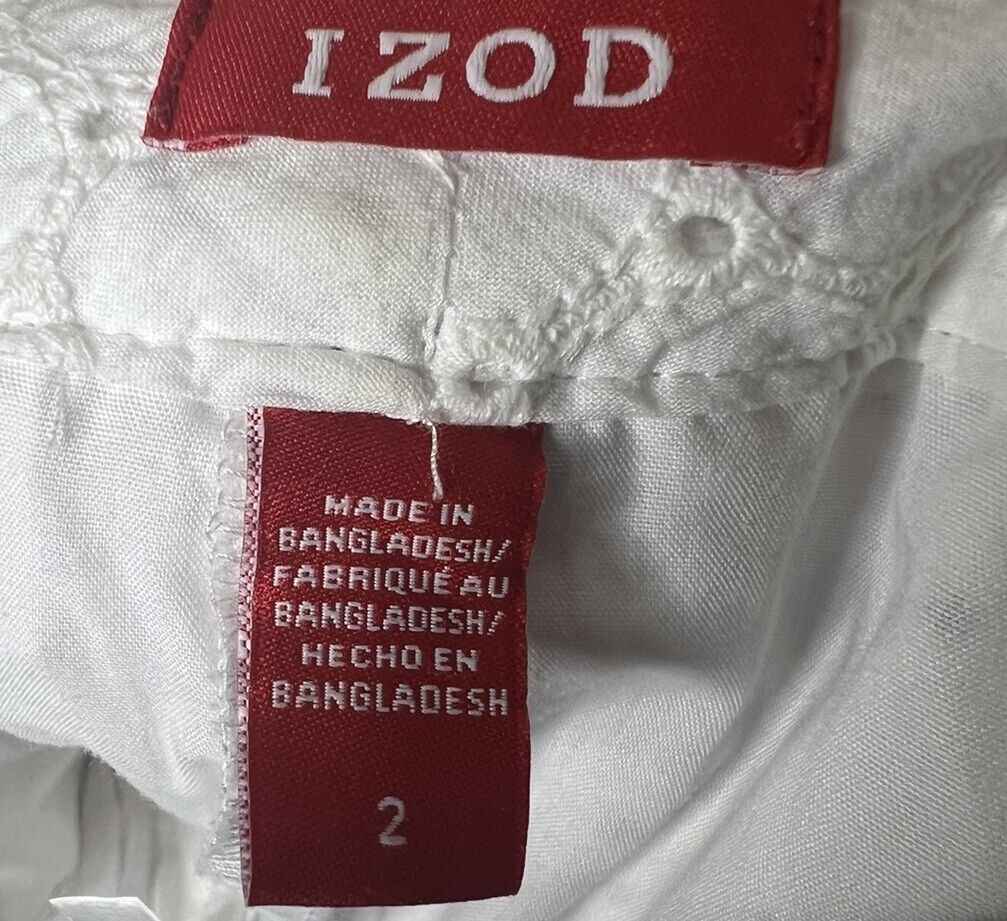 IZOD
MADE IN
BANGLADESH/
FABRIQUÉ AU
BANGLADESH/
HECHO EN
BANGLADESH
2